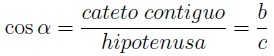 cos α = cateto contiguo / hipotenusa = b / c